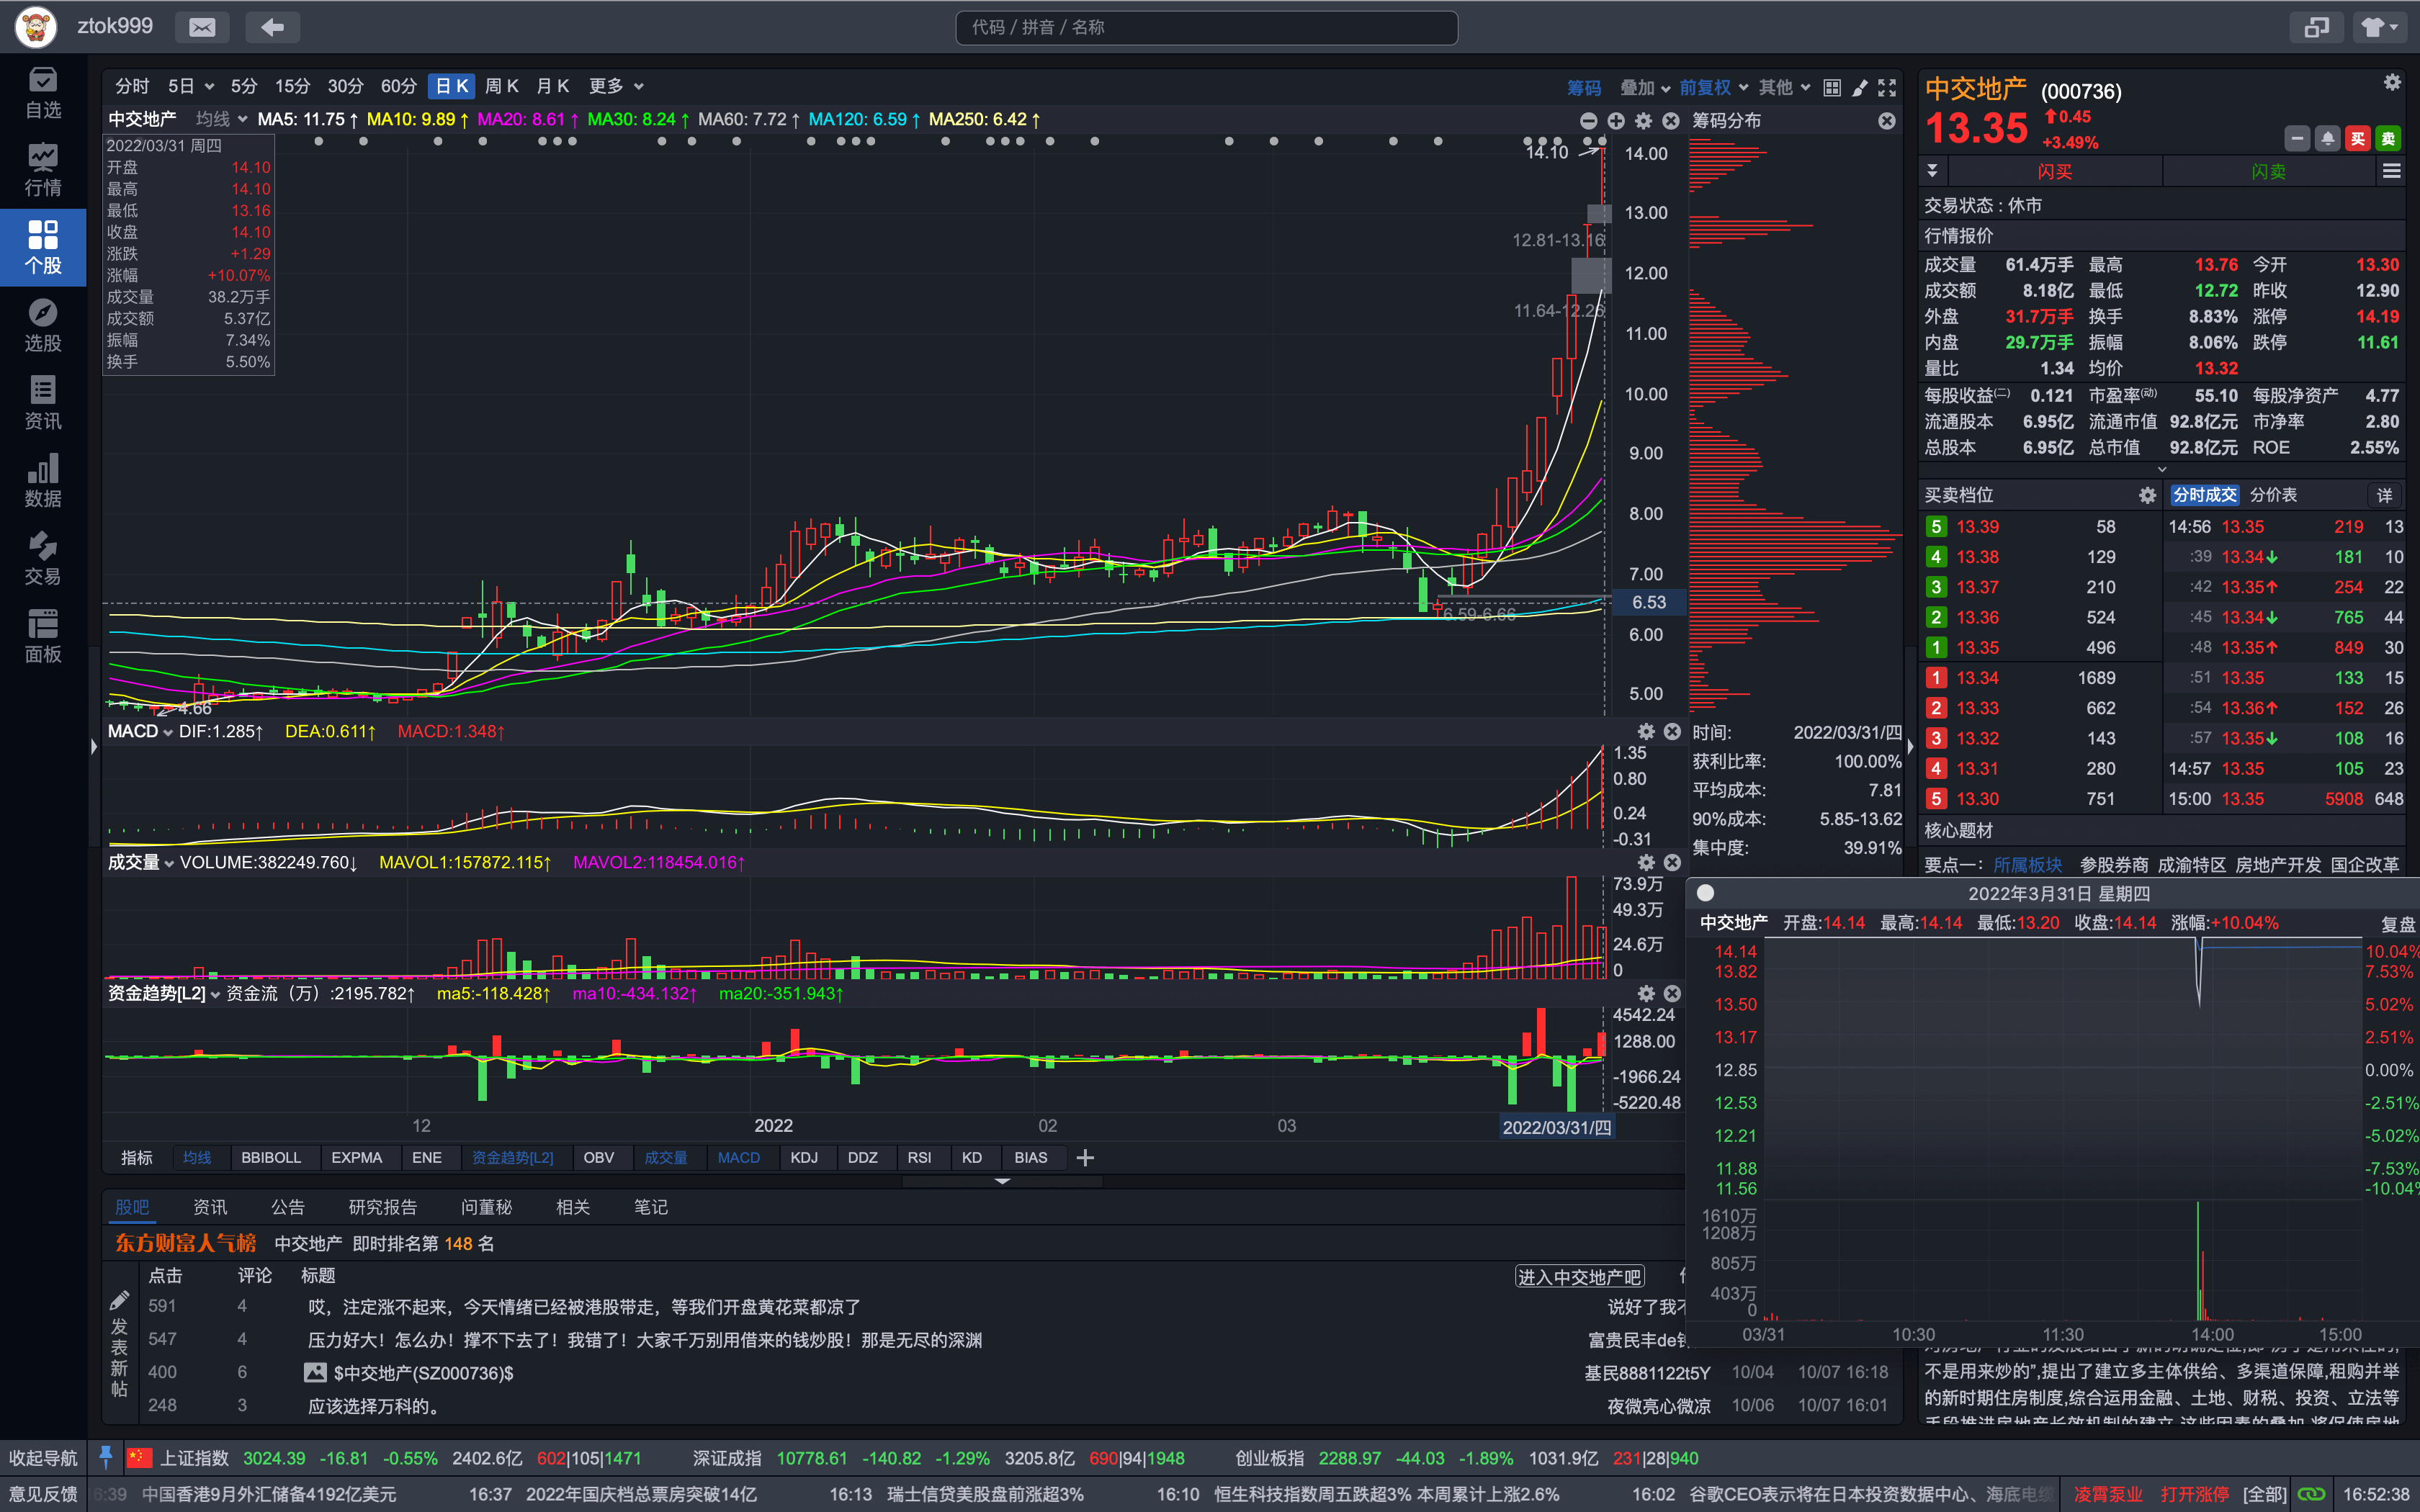 ztok999
代码 / 拼音 / 名称
自选
行情
个股
选股
资讯
数据
交易
面板
分时 5日 5分 15分 30分 60分 日K 周K 月K 更多 筹码 叠加 前复权 其他
中交地产 均线 MA5: 11.75↑ MA10: 9.89↑ MA20: 8.61↑ MA30: 8.24↑ MA60: 7.72↑ MA120: 6.59↑ MA250: 6.42↑
2022/03/31 周四
开盘 14.10
最高 14.10
最低 13.16
收盘 14.10
涨跌 +1.29
涨幅 +10.07%
成交量 38.2万手
成交额 5.37亿
振幅 7.34%
换手 5.50%
14.10
12.81-13.16
11.64-12.26
6.59-6.66
4.66
14.00
13.00
12.00
11.00
10.00
9.00
8.00
7.00
6.53
6.00
5.00
筹码分布
时间: 2022/03/31/四
获利比率: 100.00%
平均成本: 7.81
90%成本: 5.85-13.62
集中度: 39.91%
MACD DIF:1.285↑ DEA:0.611↑ MACD:1.348↑
1.35
0.80
0.24
-0.31
成交量 VOLUME:382249.760↓ MAVOL1:157872.115↑ MAVOL2:118454.016↑
73.9万
49.3万
24.6万
0
资金趋势[L2] 资金流（万）:2195.782↑ ma5:-118.428↑ ma10:-434.132↑ ma20:-351.943↑
4542.24
1288.00
-1966.24
-5220.48
12 2022 02 03 2022/03/31/四
指标 均线 BBIBOLL EXPMA ENE 资金趋势[L2] OBV 成交量 MACD KDJ DDZ RSI KD BIAS
股吧 资讯 公告 研究报告 问董秘 相关 笔记
东方财富人气榜 中交地产 即时排名第 148 名
发表新帖
点击 评论 标题 进入中交地产吧
591 4 哎，注定涨不起来，今天情绪已经被港股带走，等我们开盘黄花菜都凉了 说好了我不
547 4 压力好大！怎么办！撑不下去了！我错了！大家千万别用借来的钱炒股！那是无尽的深渊 富贵民丰de
400 6 $中交地产(SZ000736)$ 基民8881122t5Y 10/04 10/07 16:18
248 3 应该选择万科的。 夜微亮心微凉 10/06 10/07 16:01
中交地产 (000736)
13.35 0.45
+3.49%
买 卖
闪买 闪卖
交易状态 : 休市
行情报价
成交量 61.4万手 最高 13.76 今开 13.30
成交额 8.18亿 最低 12.72 昨收 12.90
外盘 31.7万手 换手 8.83% 涨停 14.19
内盘 29.7万手 振幅 8.06% 跌停 11.61
量比 1.34 均价 13.32
每股收益(二) 0.121 市盈率(动) 55.10 每股净资产 4.77
流通股本 6.95亿 流通市值 92.8亿元 市净率 2.80
总股本 6.95亿 总市值 92.8亿元 ROE 2.55%
买卖档位 分时成交 分价表 详
5 13.39 58 14:56 13.35 219 13
4 13.38 129 :39 13.34↓ 181 10
3 13.37 210 :42 13.35↑ 254 22
2 13.36 524 :45 13.34↓ 765 44
1 13.35 496 :48 13.35↑ 849 30
1 13.34 1689 :51 13.35 133 15
2 13.33 662 :54 13.36↑ 152 26
3 13.32 143 :57 13.35↓ 108 16
4 13.31 280 14:57 13.35 105 23
5 13.30 751 15:00 13.35 5908 648
核心题材
要点一： 所属板块 参股券商 成渝特区 房地产开发 国企改革
2022年3月31日 星期四
中交地产 开盘:14.14 最高:14.14 最低:13.20 收盘:14.14 涨幅:+10.04% 复盘
14.14 10.04%
13.82 7.53%
13.50 5.02%
13.17 2.51%
12.85 0.00%
12.53 -2.51%
12.21 -5.02%
11.88 -7.53%
11.56 -10.04%
1610万
1208万
805万
403万
0
03/31 10:30 11:30 14:00 15:00
不是用来炒的”,提出了建立多主体供给、多渠道保障,租购并举
的新时期住房制度,综合运用金融、土地、财税、投资、立法等
手段推进房地产长效机制的建立,这些因素的叠加,将促使房地
收起导航 上证指数 3024.39 -16.81 -0.55% 2402.6亿 602|105|1471 深证成指 10778.61 -140.82 -1.29% 3205.8亿 690|94|1948 创业板指 2288.97 -44.03 -1.89% 1031.9亿 231|28|940
意见反馈 6:39 中国香港9月外汇储备4192亿美元 16:37 2022年国庆档总票房突破14亿 16:13 瑞士信贷美股盘前涨超3% 16:10 恒生科技指数周五跌超3% 本周累计上涨2.6% 16:02 谷歌CEO表示将在日本投资数据中心、海底电缆 凌霄泵业 打开涨停 [全部] 16:52:38